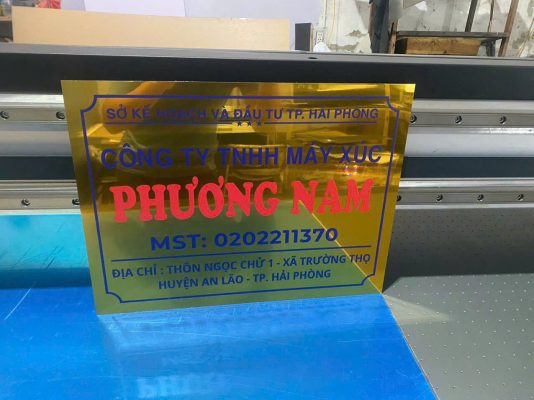 SỞ KẾ HOẠCH VÀ ĐẦU TƯ TP. HẢI PHÒNG
CÔNG TY TNHH MÁY XÚC
PHƯƠNG NAM
MST: 0202211370
ĐỊA CHỈ : THÔN NGỌC CHỬ 1 - XÃ TRƯỜNG THỌ
HUYỆN AN LÃO - TP. HẢI PHÒNG